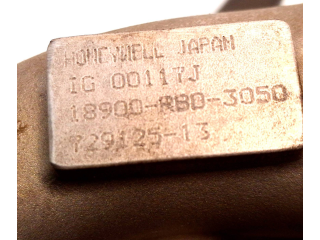 HONEYWELL JAPAN
IG 00117J
18900-RBD-3050
729125-13